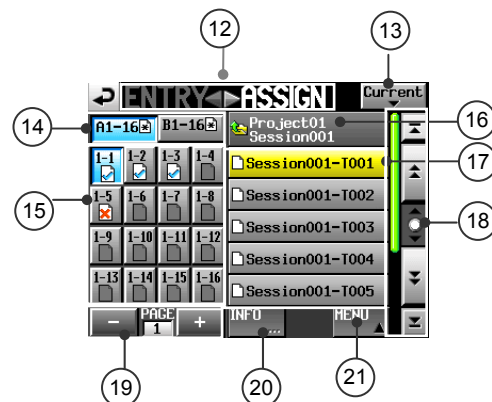 12
13
ENTRY ASSIGN
Current
14
A1-16 B1-16
Project01
Session001
16
1-1 1-2 1-3 1-4
Session001-T001
17
15
1-5 1-6 1-7 1-8
Session001-T002
18
1-9 1-10 1-11 1-12
Session001-T003
Session001-T004
1-13 1-14 1-15 1-16
Session001-T005
− PAGE 1 +
INFO ...
MENU
19
20
21